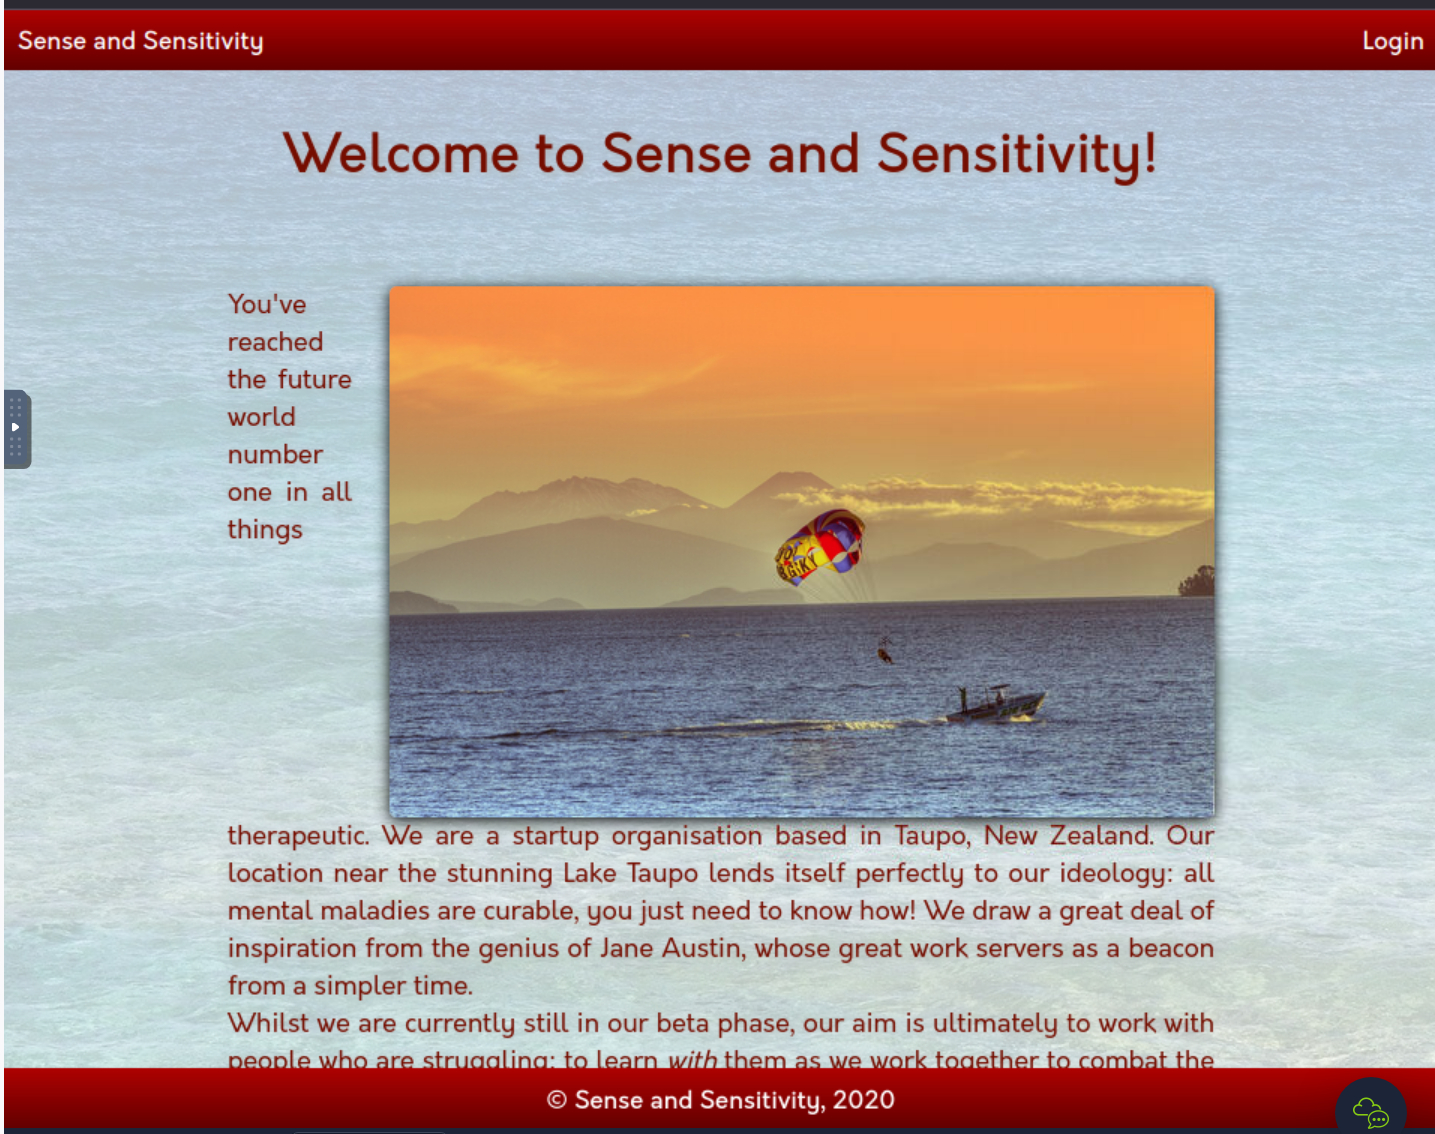 Sense and Sensitivity
Login
Welcome to Sense and Sensitivity!
You've
reached
the future
world
number
one in all
things
therapeutic. We are a startup organisation based in Taupo, New Zealand. Our
location near the stunning Lake Taupo lends itself perfectly to our ideology: all
mental maladies are curable, you just need to know how! We draw a great deal of
inspiration from the genius of Jane Austin, whose great work servers as a beacon
from a simpler time.
Whilst we are currently still in our beta phase, our aim is ultimately to work with
people who are struggling; to learn with them as we work together to combat the
© Sense and Sensitivity, 2020